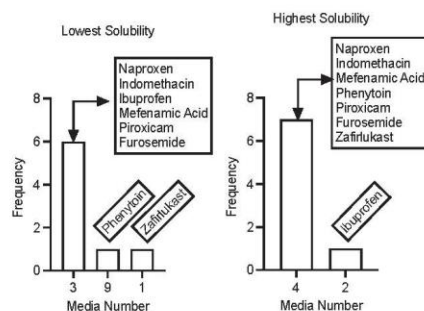 Lowest Solubility
Naproxen
Indomethacin
Ibuprofen
Mefenamic Acid
Piroxicam
Furosemide
Frequency
8
6
4
2
0
Phenytoin
Zafirlukast
3 9 1
Media Number
Highest Solubility
Naproxen
Indomethacin
Mefenamic Acid
Phenytoin
Piroxicam
Furosemide
Zafirlukast
Frequency
8
6
4
2
0
Ibuprofen
4 2
Media Number